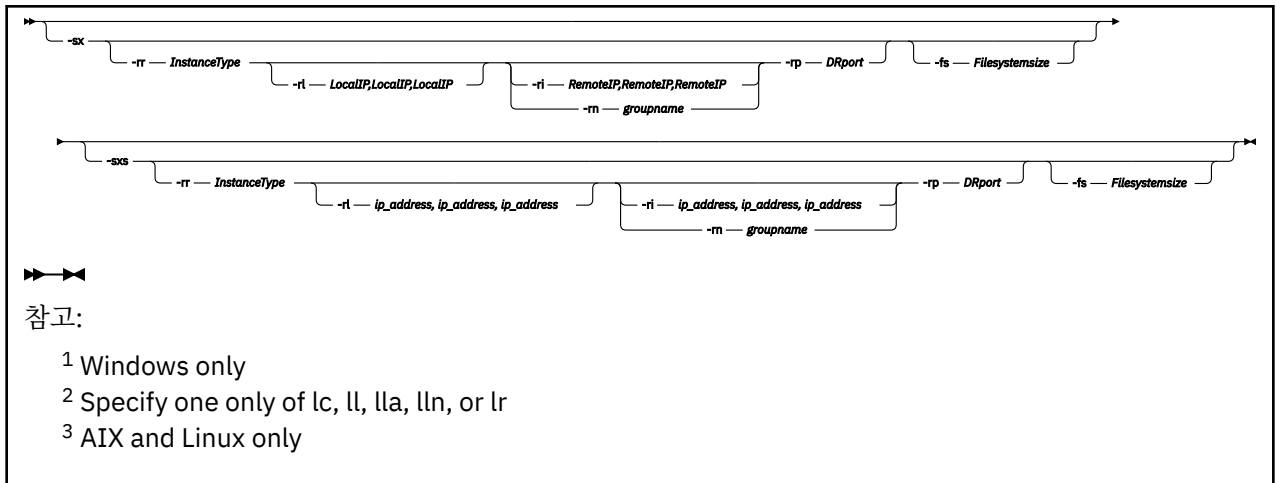 -sx
-rr — InstanceType -rp — DRport -fs — Filesystemsize
-rl — LocalIP,LocalIP,LocalIP -ri — RemoteIP,RemoteIP,RemoteIP
-rn — groupname
-sxs
-rr — InstanceType -rp — DRport -fs — Filesystemsize
-rl — ip_address, ip_address, ip_address -ri — ip_address, ip_address, ip_address
-rn — groupname
참고:
1 Windows only
2 Specify one only of lc, ll, lla, lln, or lr
3 AIX and Linux only